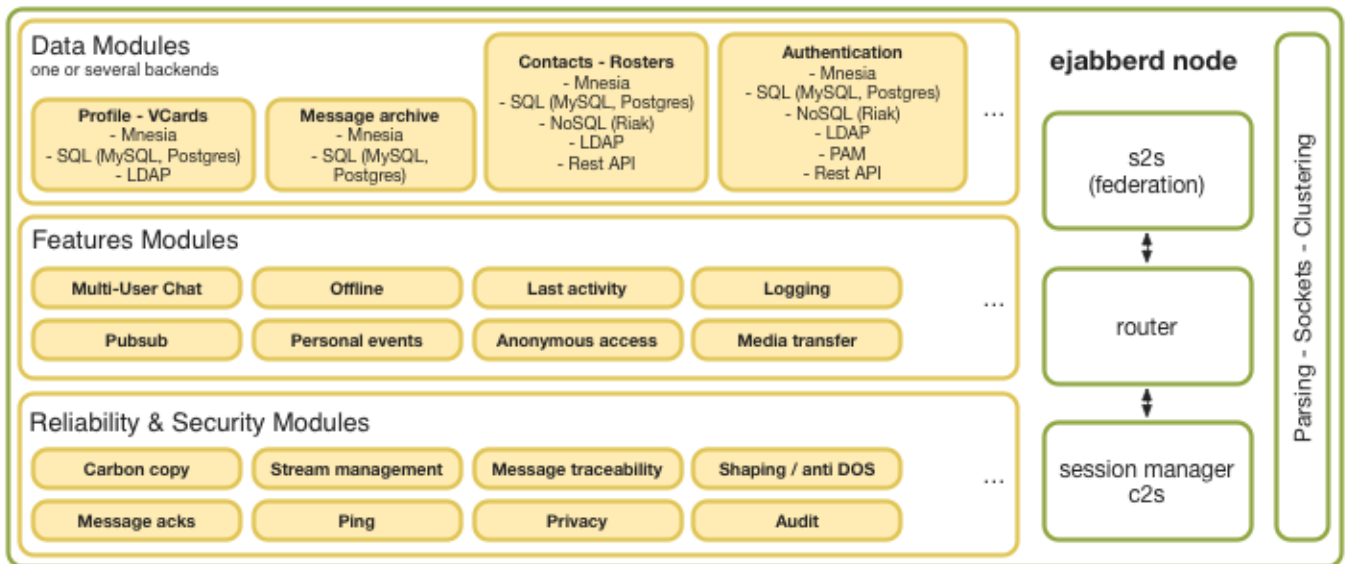 Data Modules
one or several backends
Profile - VCards
- Mnesia
- SQL (MySQL, Postgres)
- LDAP
Message archive
- Mnesia
- SQL (MySQL,
Postgres)
Contacts - Rosters
- Mnesia
- SQL (MySQL, Postgres)
- NoSQL (Riak)
- LDAP
- Rest API
Authentication
- Mnesia
- SQL (MySQL, Postgres)
- NoSQL (Riak)
- LDAP
- PAM
- Rest API
...
Features Modules
Multi-User Chat
Offline
Last activity
Logging
...
Pubsub
Personal events
Anonymous access
Media transfer
Reliability & Security Modules
Carbon copy
Stream management
Message traceability
Shaping / anti DOS
...
Message acks
Ping
Privacy
Audit
ejabberd node
s2s
(federation)
router
session manager
c2s
Parsing - Sockets - Clustering